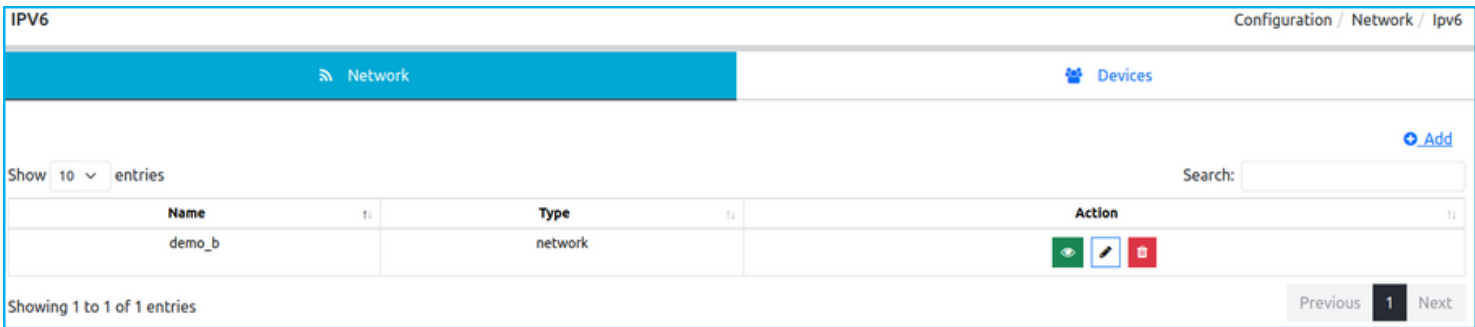 IPV6 Configuration / Network / Ipv6
Network Devices
Add
Show 10 entries Search:
Name Type Action
demo_b network
Showing 1 to 1 of 1 entries Previous 1 Next